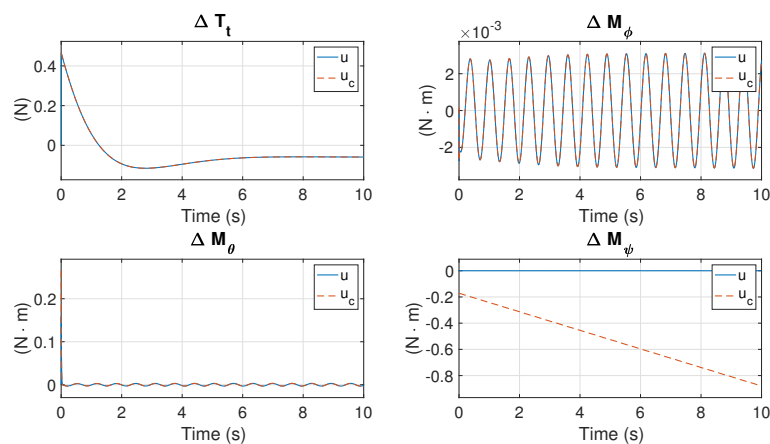 Δ T_t
u
u_c
0.4
0.2
0
(N)
0 2 4 6 8 10
Time (s)
Δ M_ϕ
×10^-3
u
u_c
2
0
-2
(N · m)
0 2 4 6 8 10
Time (s)
Δ M_θ
u
u_c
0.2
0.1
0
(N · m)
0 2 4 6 8 10
Time (s)
Δ M_ψ
u
u_c
0
-0.2
-0.4
-0.6
-0.8
(N · m)
0 2 4 6 8 10
Time (s)